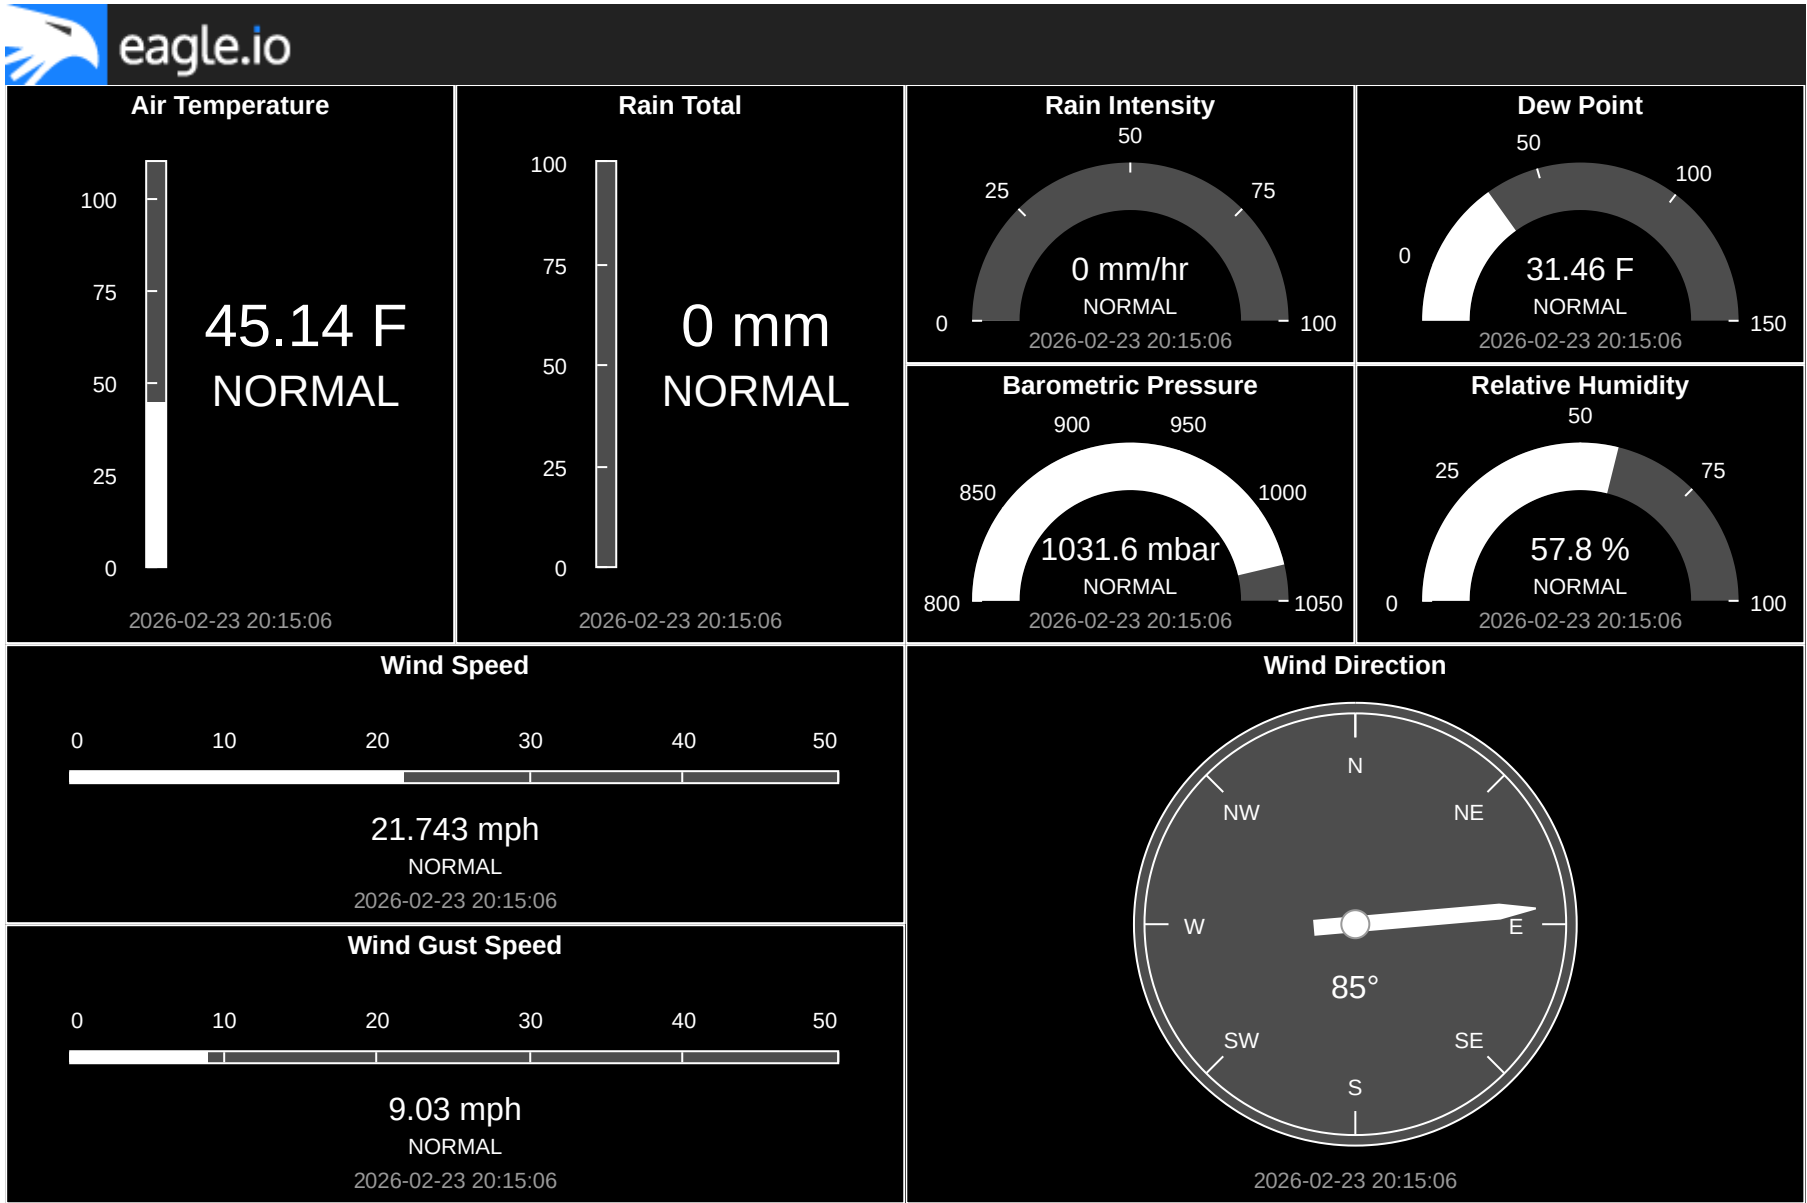 eagle.io
Air Temperature
100
75
50
25
0
45.14 F
NORMAL
2026-02-23 20:15:06
Rain Total
100
75
50
25
0
0 mm
NORMAL
2026-02-23 20:15:06
Rain Intensity
0
25
50
75
100
0 mm/hr
NORMAL
2026-02-23 20:15:06
Dew Point
0
50
100
150
31.46 F
NORMAL
2026-02-23 20:15:06
Barometric Pressure
800
850
900
950
1000
1050
1031.6 mbar
NORMAL
2026-02-23 20:15:06
Relative Humidity
0
25
50
75
100
57.8 %
NORMAL
2026-02-23 20:15:06
Wind Speed
0 10 20 30 40 50
21.743 mph
NORMAL
2026-02-23 20:15:06
Wind Gust Speed
0 10 20 30 40 50
9.03 mph
NORMAL
2026-02-23 20:15:06
Wind Direction
N
NW NE
W E
85°
SW SE
S
2026-02-23 20:15:06